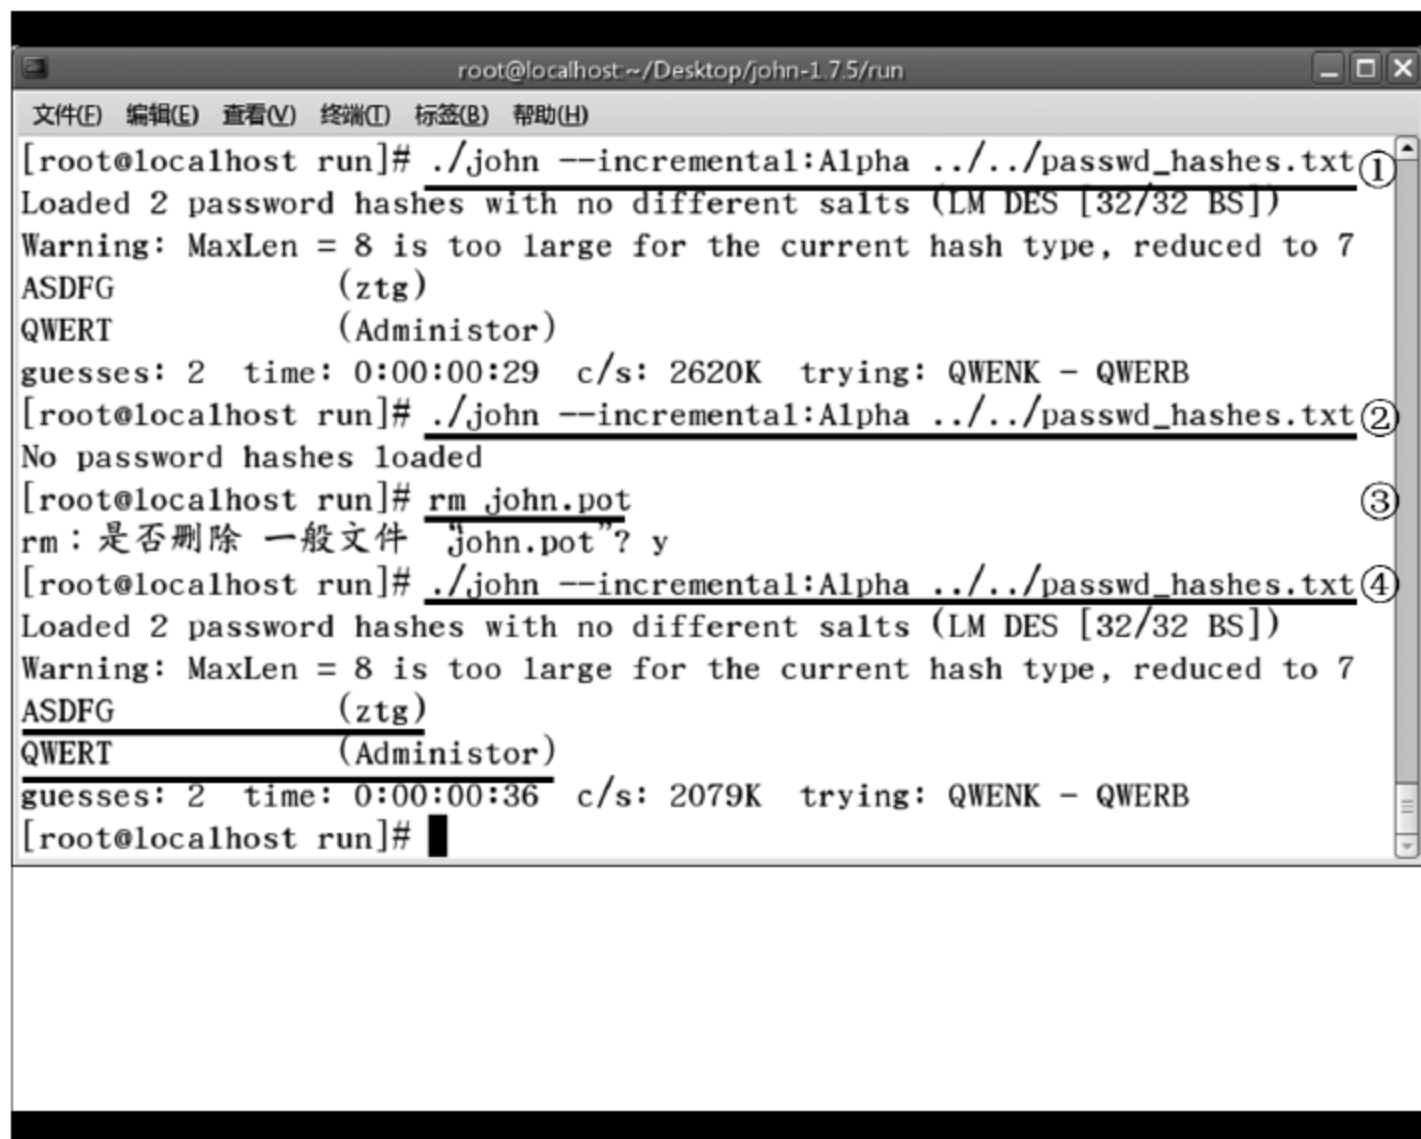 root@localhost:~/Desktop/john-1.7.5/run
文件(F) 编辑(E) 查看(V) 终端(T) 标签(B) 帮助(H)
[root@localhost run]# ./john --incremental:Alpha ../../passwd_hashes.txt①
Loaded 2 password hashes with no different salts (LM DES [32/32 BS])
Warning: MaxLen = 8 is too large for the current hash type, reduced to 7
ASDFG (ztg)
QWERT (Administor)
guesses: 2 time: 0:00:00:29 c/s: 2620K trying: QWENK - QWERB
[root@localhost run]# ./john --incremental:Alpha ../../passwd_hashes.txt②
No password hashes loaded
[root@localhost run]# rm john.pot ③
rm：是否删除 一般文件 “john.pot”? y
[root@localhost run]# ./john --incremental:Alpha ../../passwd_hashes.txt④
Loaded 2 password hashes with no different salts (LM DES [32/32 BS])
Warning: MaxLen = 8 is too large for the current hash type, reduced to 7
ASDFG (ztg)
QWERT (Administor)
guesses: 2 time: 0:00:00:36 c/s: 2079K trying: QWENK - QWERB
[root@localhost run]#